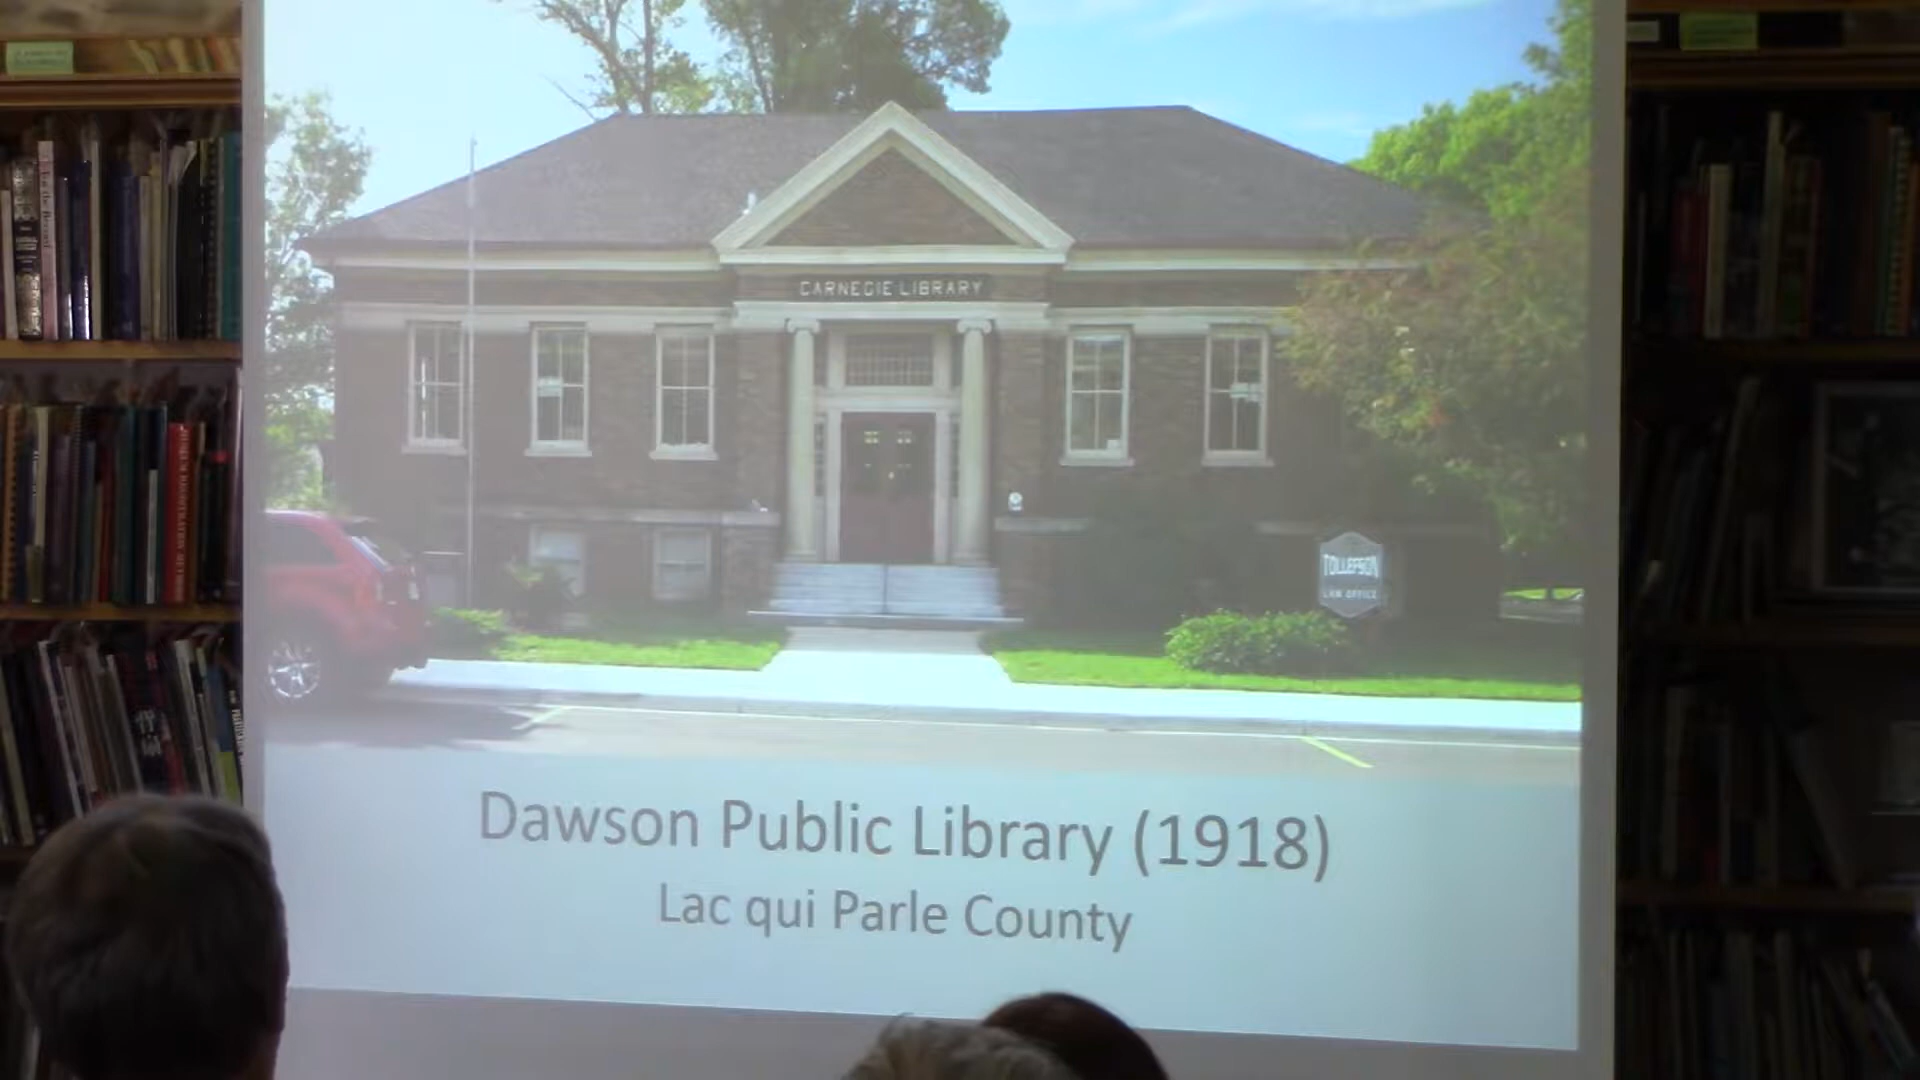 CARNEGIE LIBRARY
TOLLEFSON
LAW OFFICE
Dawson Public Library (1918)
Lac qui Parle County